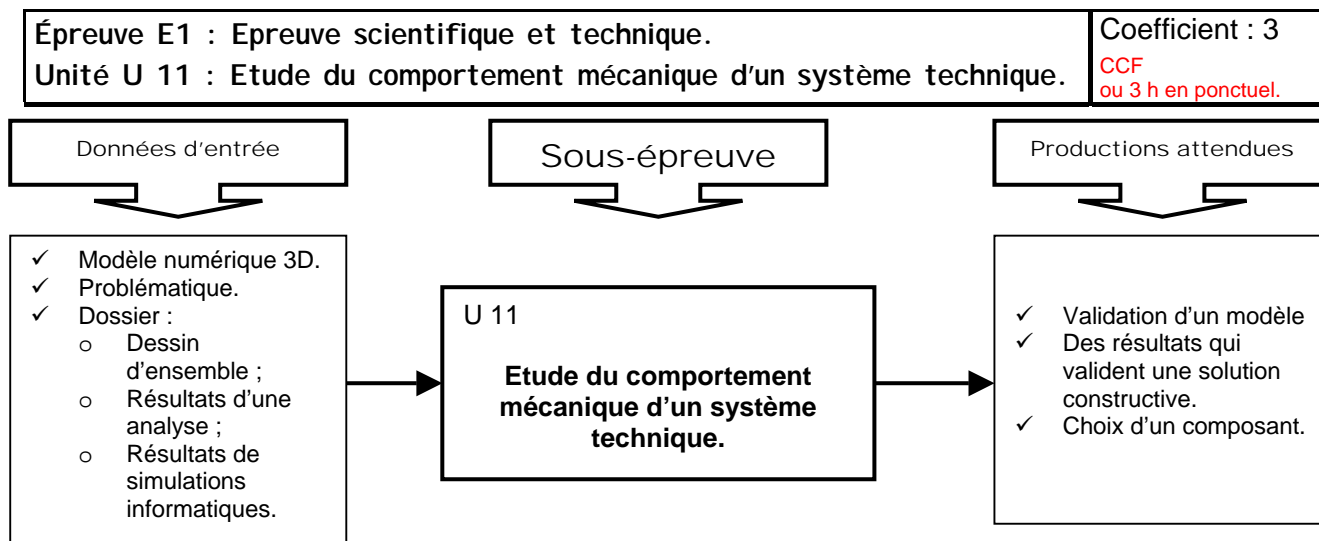 Épreuve E1 : Epreuve scientifique et technique.
Unité U 11 : Etude du comportement mécanique d'un système technique.
Coefficient : 3
CCF
ou 3 h en ponctuel.
Données d'entrée
Sous-épreuve
Productions attendues
✓ Modèle numérique 3D.
✓ Problématique.
✓ Dossier :
o Dessin
d'ensemble ;
o Résultats d'une
analyse ;
o Résultats de
simulations
informatiques.
U 11
Etude du comportement
mécanique d'un système
technique.
✓ Validation d'un modèle
✓ Des résultats qui
valident une solution
constructive.
✓ Choix d'un composant.